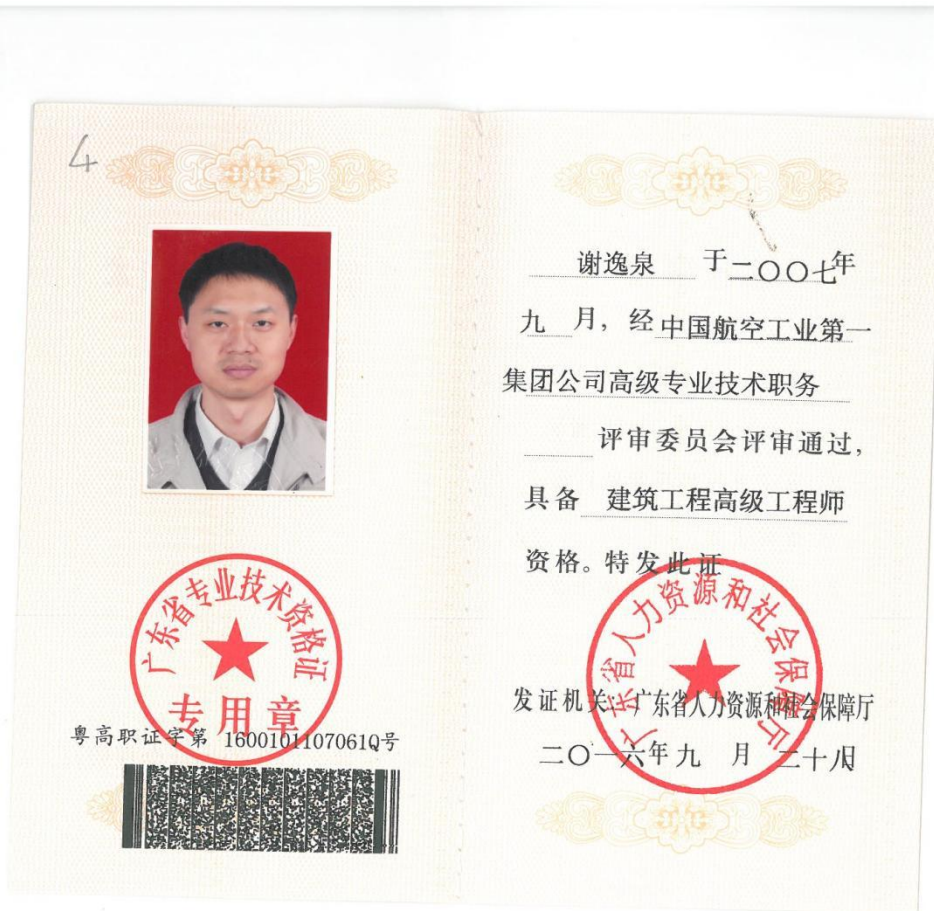 4
广东省专业技术资格证
专用章
粤高职证字第 1600101107061Q号
谢逸泉 于二〇〇七年
九 月，经中国航空工业第一
集团公司高级专业技术职务
评审委员会评审通过，
具备 建筑工程高级工程师
资格。特发此证
广东省人力资源和社会保障厅
发证机关：广东省人力资源和社会保障厅
二〇一六年九 月 二十八日